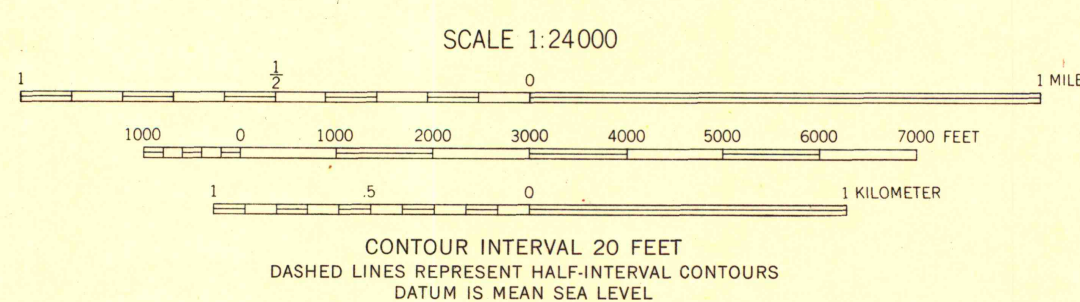 SCALE 1:24000
1 1/2 0 1 MILE
1000 0 1000 2000 3000 4000 5000 6000 7000 FEET
1 .5 0 1 KILOMETER
CONTOUR INTERVAL 20 FEET
DASHED LINES REPRESENT HALF-INTERVAL CONTOURS
DATUM IS MEAN SEA LEVEL